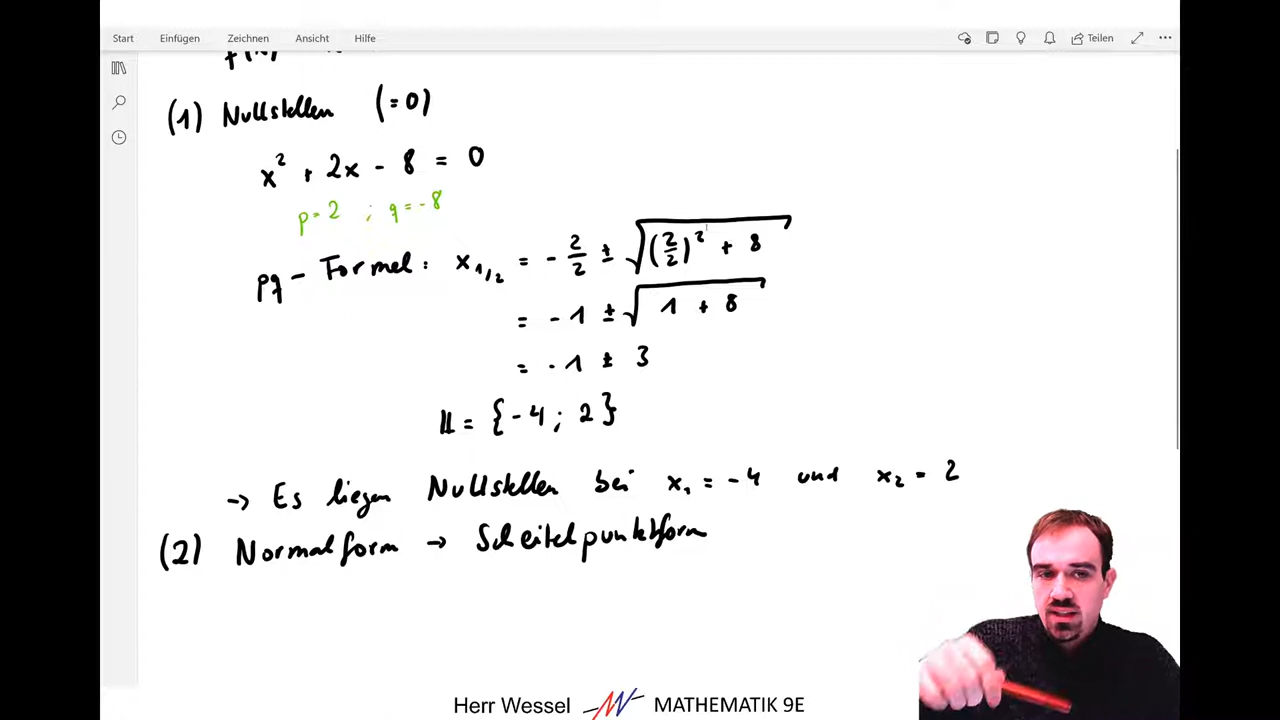 Start Einfügen Zeichnen Ansicht Hilfe Teilen
(1) Nullstellen (=0)
x² + 2x - 8 = 0
p=2 ; q=-8
pq-Formel: x₁/₂ = - 2/2 ± √((2/2)² + 8)
= -1 ± √(1 + 8)
= -1 ± 3
𝕃 = {-4; 2}
→ Es liegen Nullstellen bei x₁ = -4 und x₂ = 2
(2) Normalform → Scheitelpunktform
Herr Wessel MATHEMATIK 9E